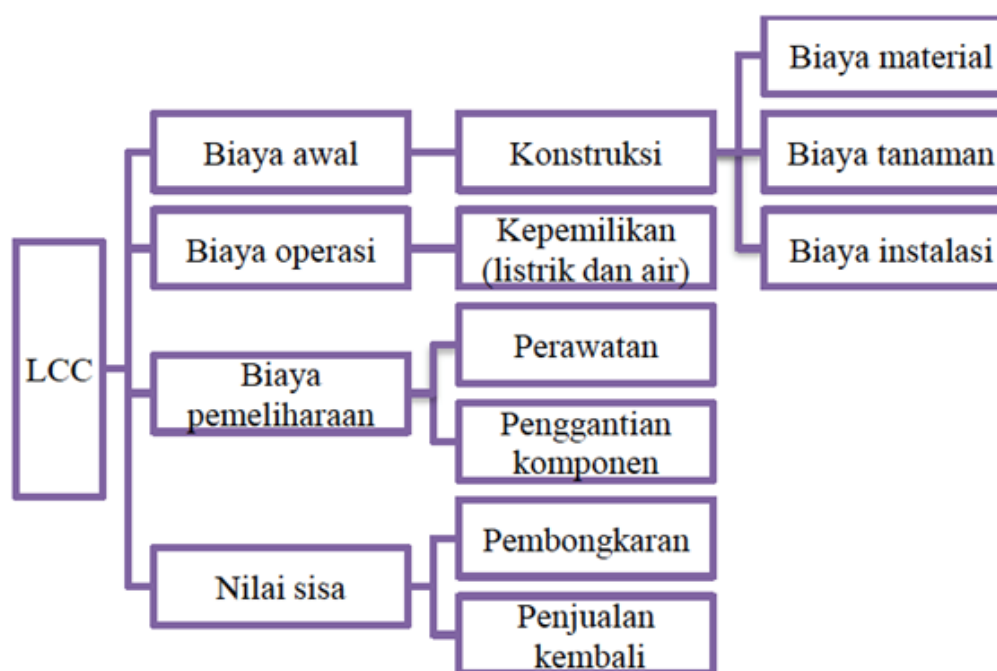 LCC
Biaya awal
Konstruksi
Biaya material
Biaya tanaman
Biaya instalasi
Biaya operasi
Kepemilikan
(listrik dan air)
Biaya
pemeliharaan
Perawatan
Penggantian
komponen
Nilai sisa
Pembongkaran
Penjualan
kembali